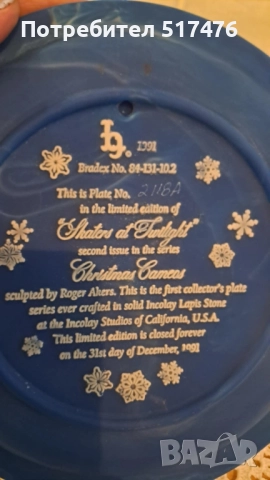 Потребител 517476
1991
Bradex No. 84-131-10.2
This is Plate No. 2118A
in the limited edition of
"Skaters at Twilight"
second issue in the series
Christmas Cameos
sculpted by Roger Akers. This is the first collector's plate
series ever crafted in solid Incolay Lapis Stone
at the Incolay Studios of California, U.S.A.
This limited edition is closed forever
on the 31st day of December, 1991
BAZAR
.bg